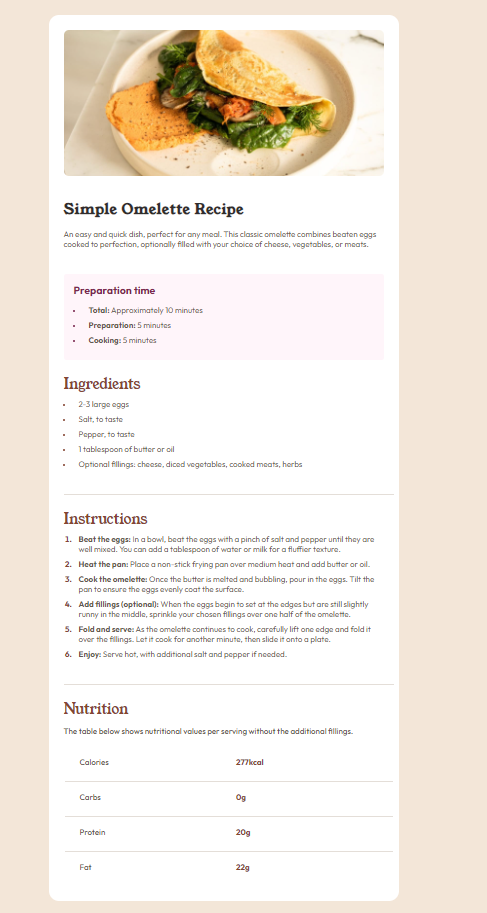 Simple Omelette Recipe
An easy and quick dish, perfect for any meal. This classic omelette combines beaten eggs
cooked to perfection, optionally filled with your choice of cheese, vegetables, or meats.
Preparation time
• Total: Approximately 10 minutes
• Preparation: 5 minutes
• Cooking: 5 minutes
Ingredients
• 2-3 large eggs
• Salt, to taste
• Pepper, to taste
• 1 tablespoon of butter or oil
• Optional fillings: cheese, diced vegetables, cooked meats, herbs
Instructions
1. Beat the eggs: In a bowl, beat the eggs with a pinch of salt and pepper until they are
well mixed. You can add a tablespoon of water or milk for a fluffier texture.
2. Heat the pan: Place a non-stick frying pan over medium heat and add butter or oil.
3. Cook the omelette: Once the butter is melted and bubbling, pour in the eggs. Tilt the
pan to ensure the eggs evenly coat the surface.
4. Add fillings (optional): When the eggs begin to set at the edges but are still slightly
runny in the middle, sprinkle your chosen fillings over one half of the omelette.
5. Fold and serve: As the omelette continues to cook, carefully lift one edge and fold it
over the fillings. Let it cook for another minute, then slide it onto a plate.
6. Enjoy: Serve hot, with additional salt and pepper if needed.
Nutrition
The table below shows nutritional values per serving without the additional fillings.
Calories 277kcal
Carbs 0g
Protein 20g
Fat 22g